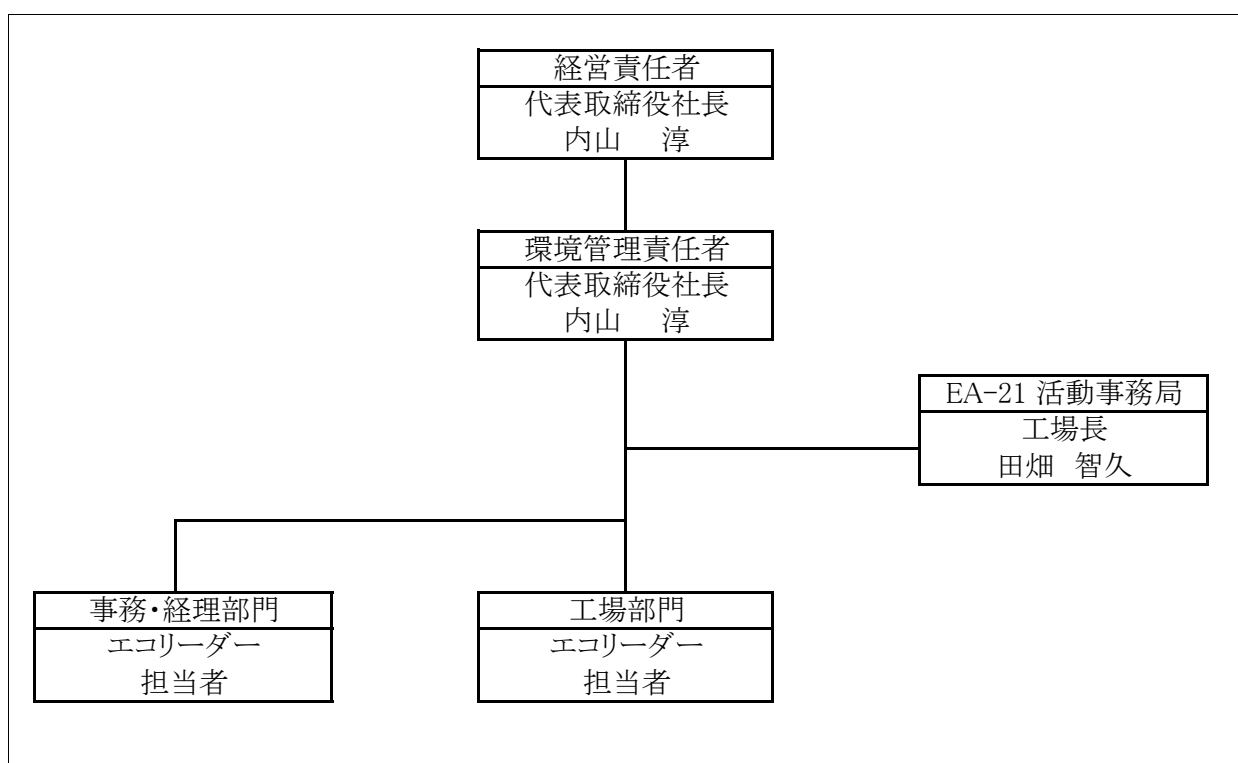 経営責任者
代表取締役社長
内山　淳
環境管理責任者
代表取締役社長
内山　淳
EA-21 活動事務局
工場長
田畑 智久
事務・経理部門
エコリーダー
担当者
工場部門
エコリーダー
担当者